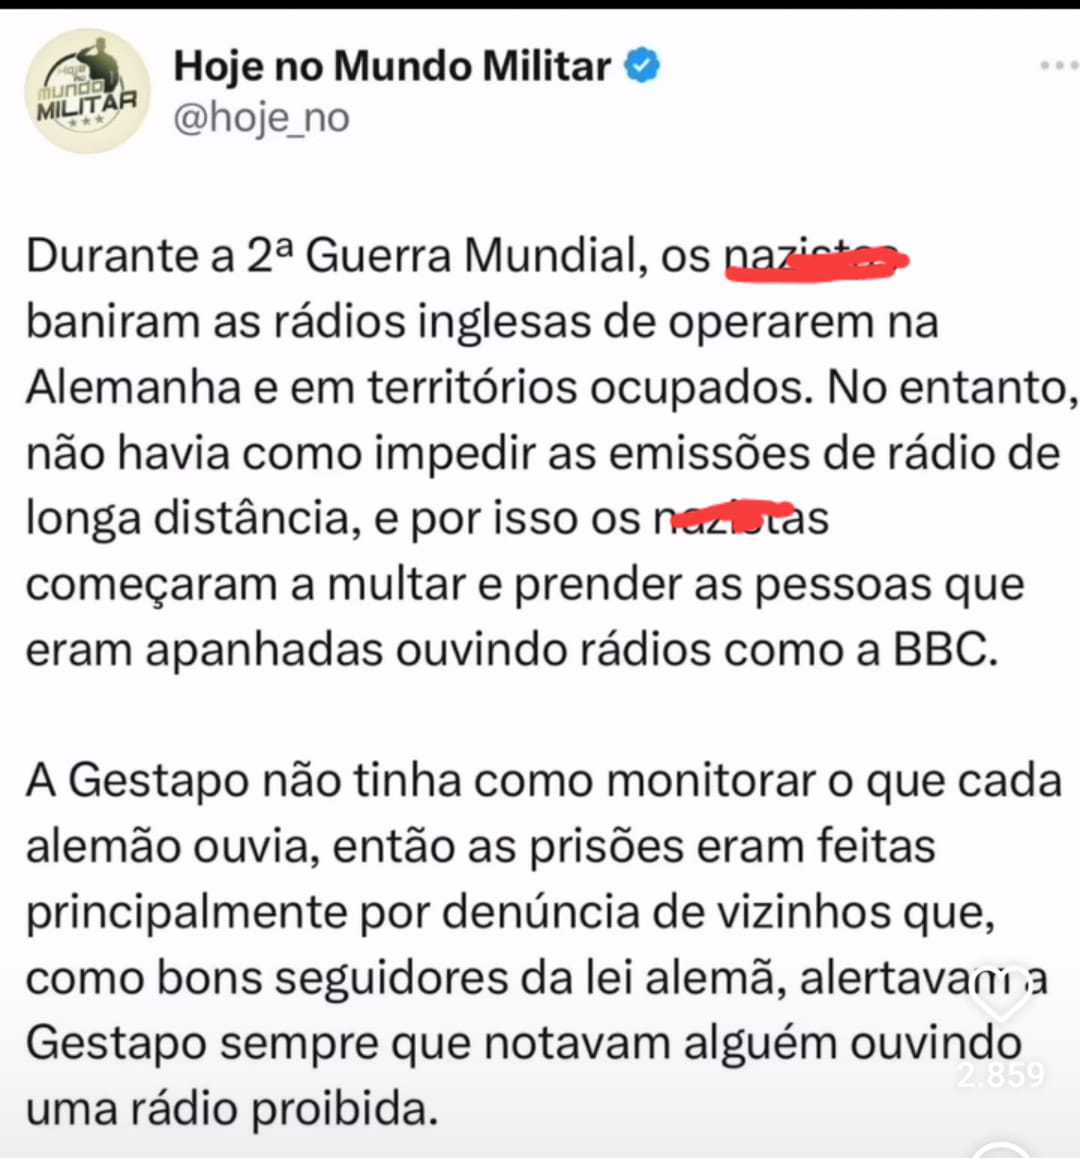 Hoje no Mundo Militar
@hoje_no
Hoje
no
mundo
MILITAR
Durante a 2ª Guerra Mundial, os nazistas
baniram as rádios inglesas de operarem na
Alemanha e em territórios ocupados. No entanto,
não havia como impedir as emissões de rádio de
longa distância, e por isso os nazistas
começaram a multar e prender as pessoas que
eram apanhadas ouvindo rádios como a BBC.
A Gestapo não tinha como monitorar o que cada
alemão ouvia, então as prisões eram feitas
principalmente por denúncia de vizinhos que,
como bons seguidores da lei alemã, alertavam a
Gestapo sempre que notavam alguém ouvindo
2.859
uma rádio proibida.